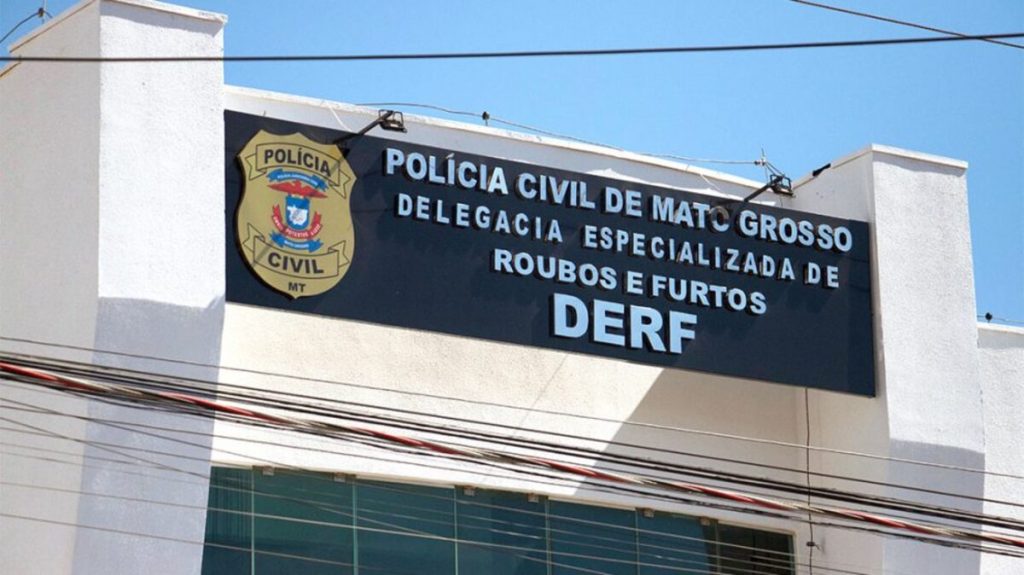 POLÍCIA
CIVIL
MT
POLÍCIA CIVIL DE MATO GROSSO
DELEGACIA ESPECIALIZADA DE
ROUBOS E FURTOS
DERF